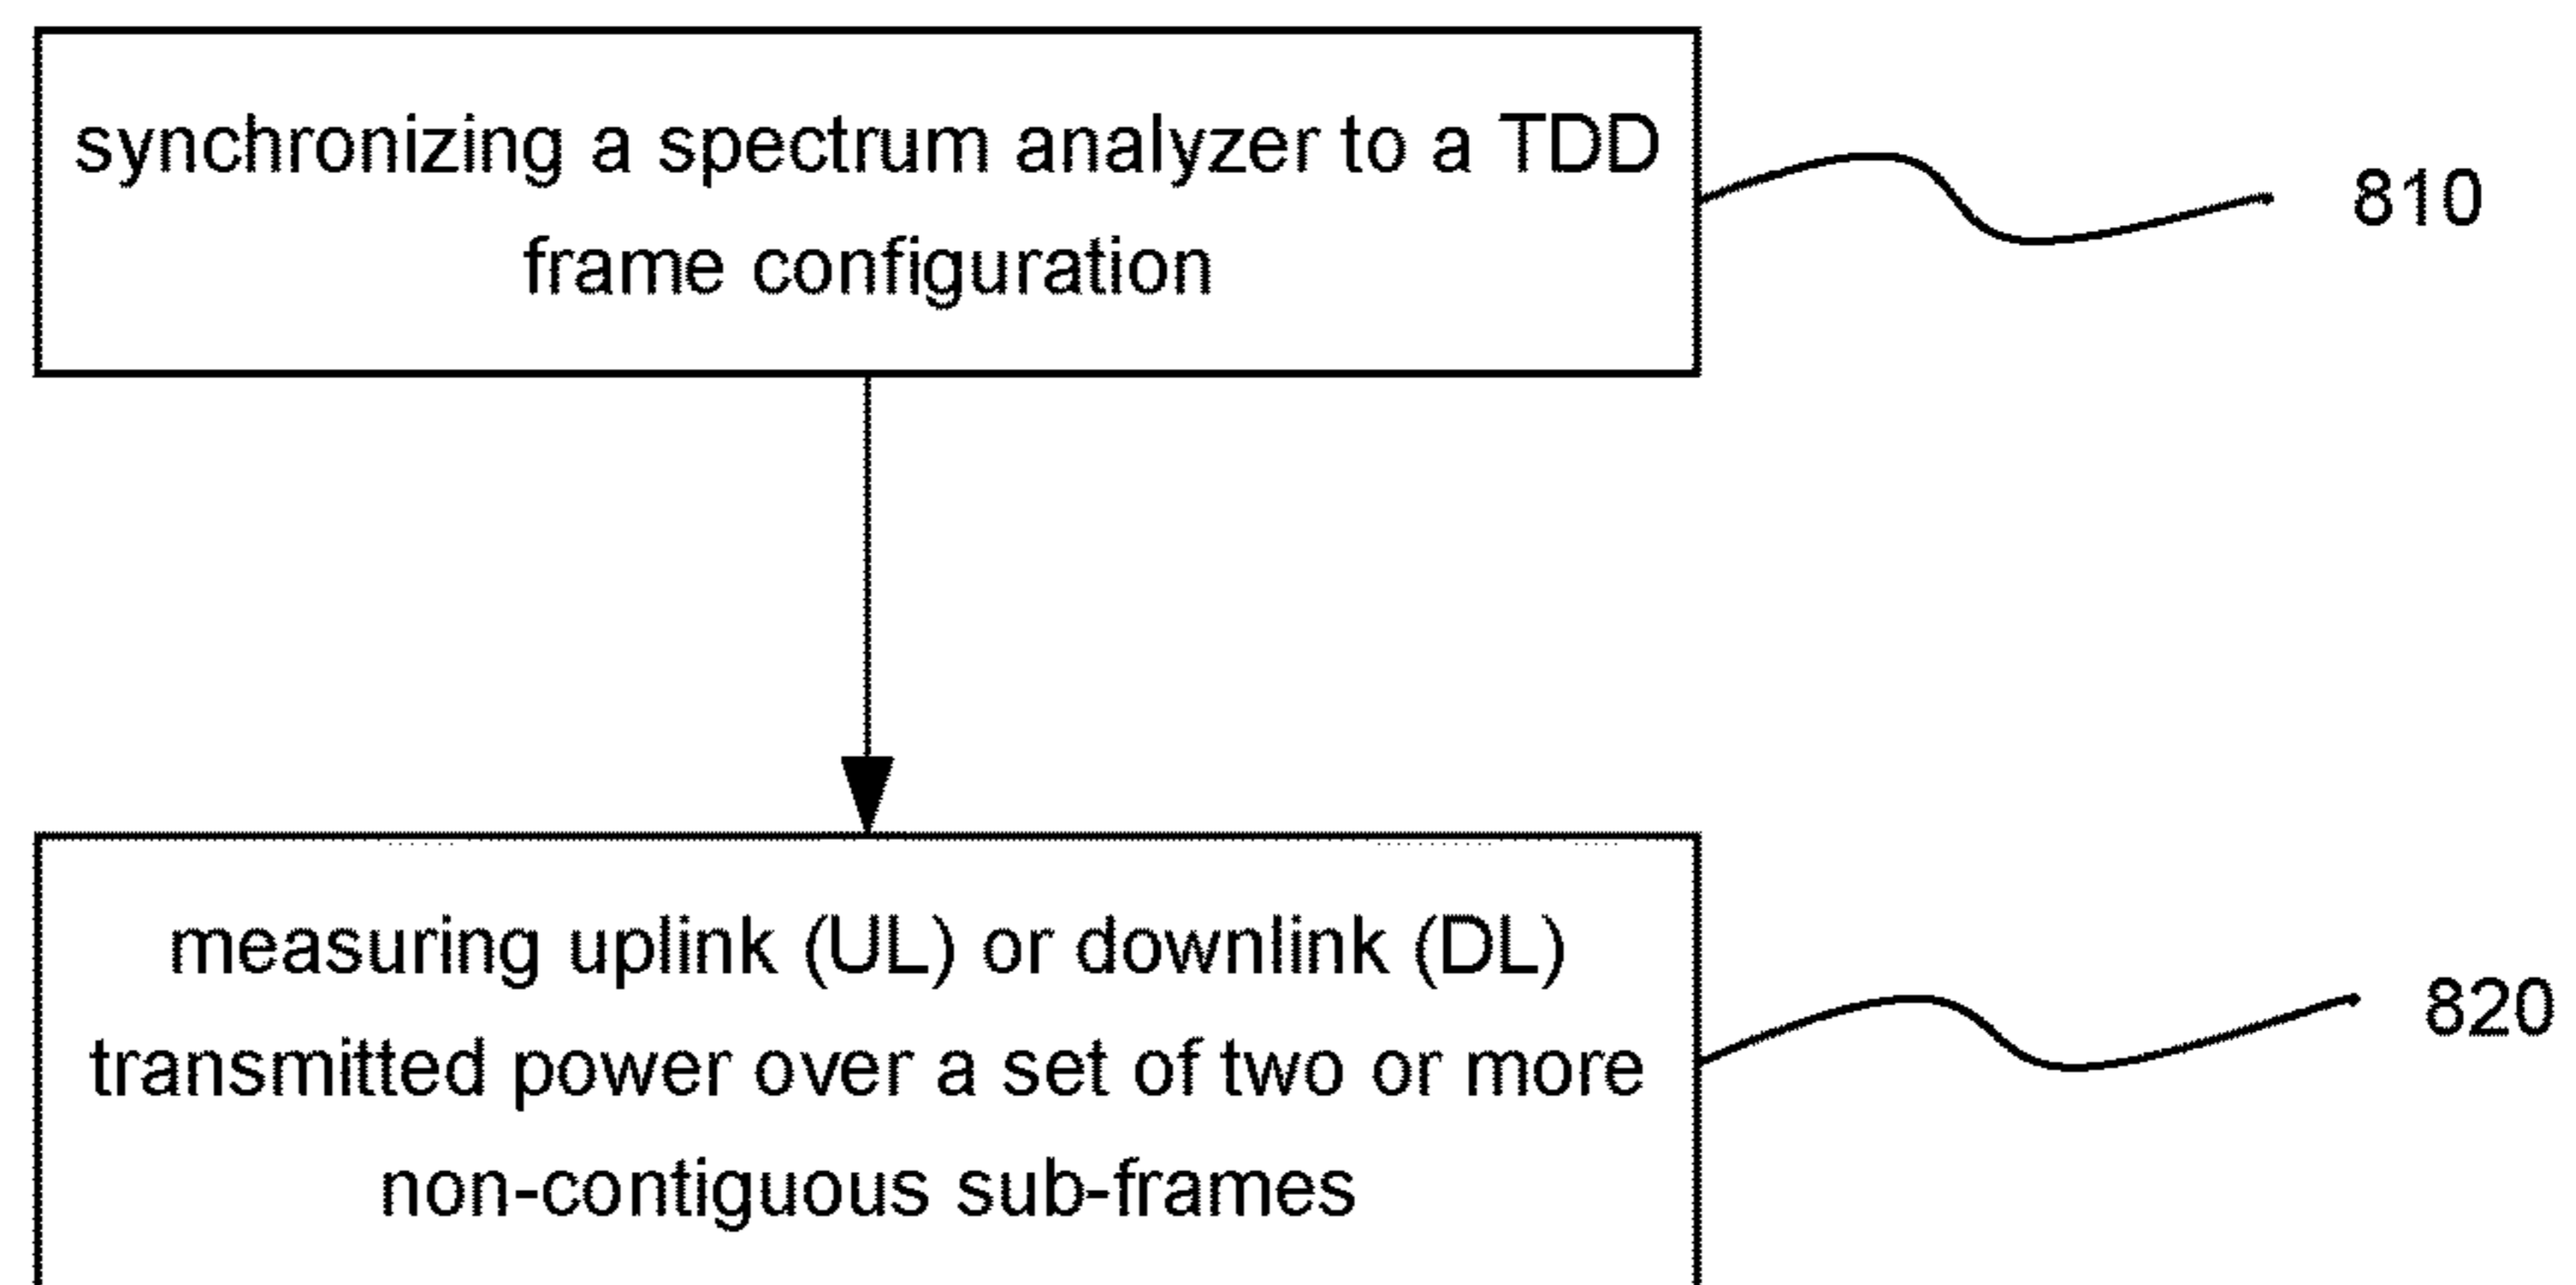 synchronizing a spectrum analyzer to a TDD
frame configuration
810
measuring uplink (UL) or downlink (DL)
transmitted power over a set of two or more
non-contiguous sub-frames
820